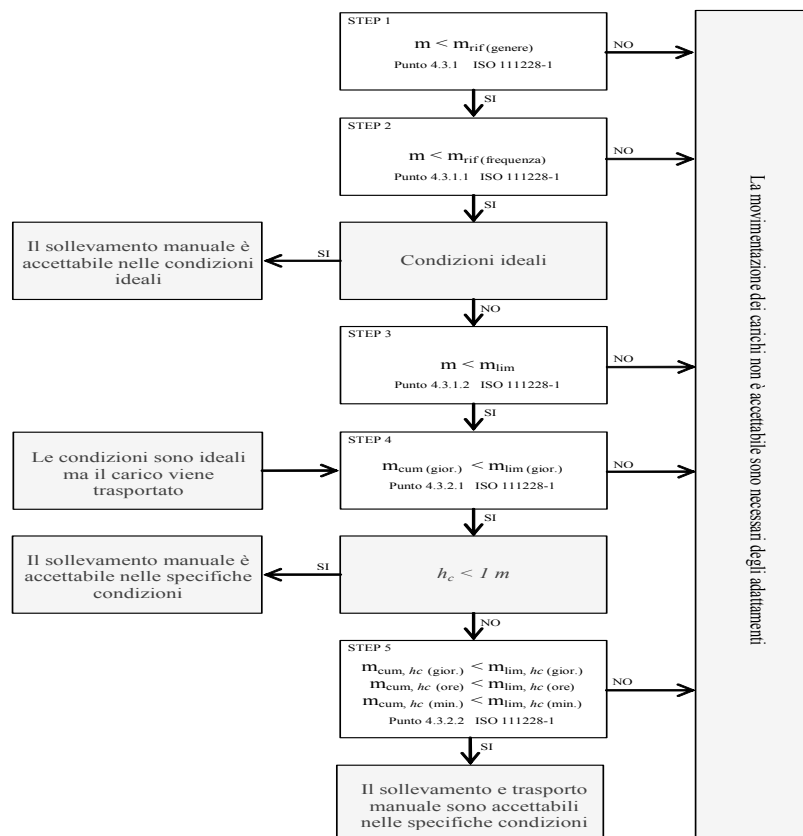 STEP 1
m < mrif (genere)
Punto 4.3.1 ISO 111228-1
NO
SI
STEP 2
m < mrif (frequenza)
Punto 4.3.1.1 ISO 111228-1
NO
SI
Il sollevamento manuale è
accettabile nelle condizioni
ideali
SI
Condizioni ideali
NO
STEP 3
m < mlim
Punto 4.3.1.2 ISO 111228-1
NO
SI
Le condizioni sono ideali
ma il carico viene
trasportato
STEP 4
mcum (gior.) < mlim (gior.)
Punto 4.3.2.1 ISO 111228-1
NO
SI
Il sollevamento manuale è
accettabile nelle specifiche
condizioni
SI
hc < 1 m
NO
STEP 5
mcum, hc (gior.) < mlim, hc (gior.)
mcum, hc (ore) < mlim, hc (ore)
mcum, hc (min.) < mlim, hc (min.)
Punto 4.3.2.2 ISO 111228-1
NO
SI
Il sollevamento e trasporto
manuale sono accettabili
nelle specifiche condizioni
La movimentazione dei carichi non è accettabile sono necessari degli adattamenti